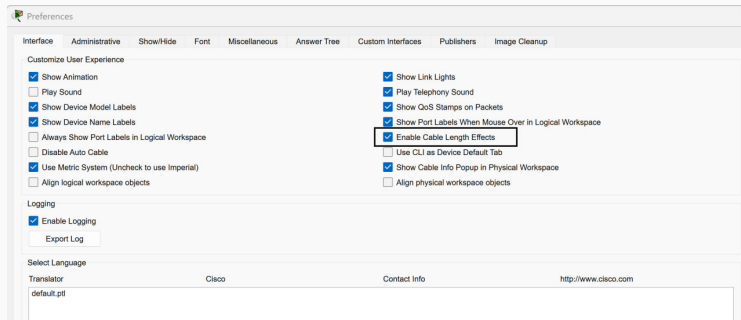 Preferences
Interface Administrative Show/Hide Font Miscellaneous Answer Tree Custom Interfaces Publishers Image Cleanup
Customize User Experience
Show Animation Show Link Lights
Play Sound Play Telephony Sound
Show Device Model Labels Show QoS Stamps on Packets
Show Device Name Labels Show Port Labels When Mouse Over in Logical Workspace
Always Show Port Labels in Logical Workspace Enable Cable Length Effects
Disable Auto Cable Use CLI as Device Default Tab
Use Metric System (Uncheck to use Imperial) Show Cable Info Popup in Physical Workspace
Align logical workspace objects Align physical workspace objects
Logging
Enable Logging
Export Log
Select Language
Translator Cisco Contact Info http://www.cisco.com
default.ptl